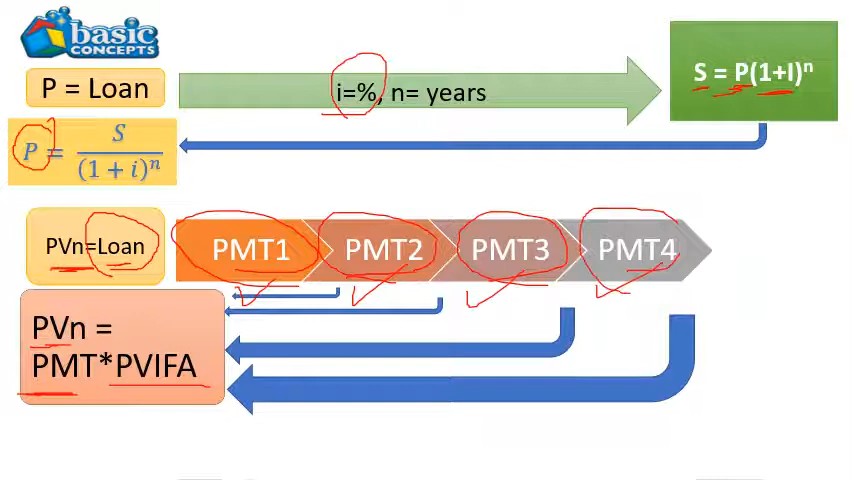 basic
CONCEPTS
P = Loan
i=%, n= years
S = P(1+I)ⁿ
P = S / (1 + i)ⁿ
PVn=Loan
PMT1
PMT2
PMT3
PMT4
PVn =
PMT*PVIFA